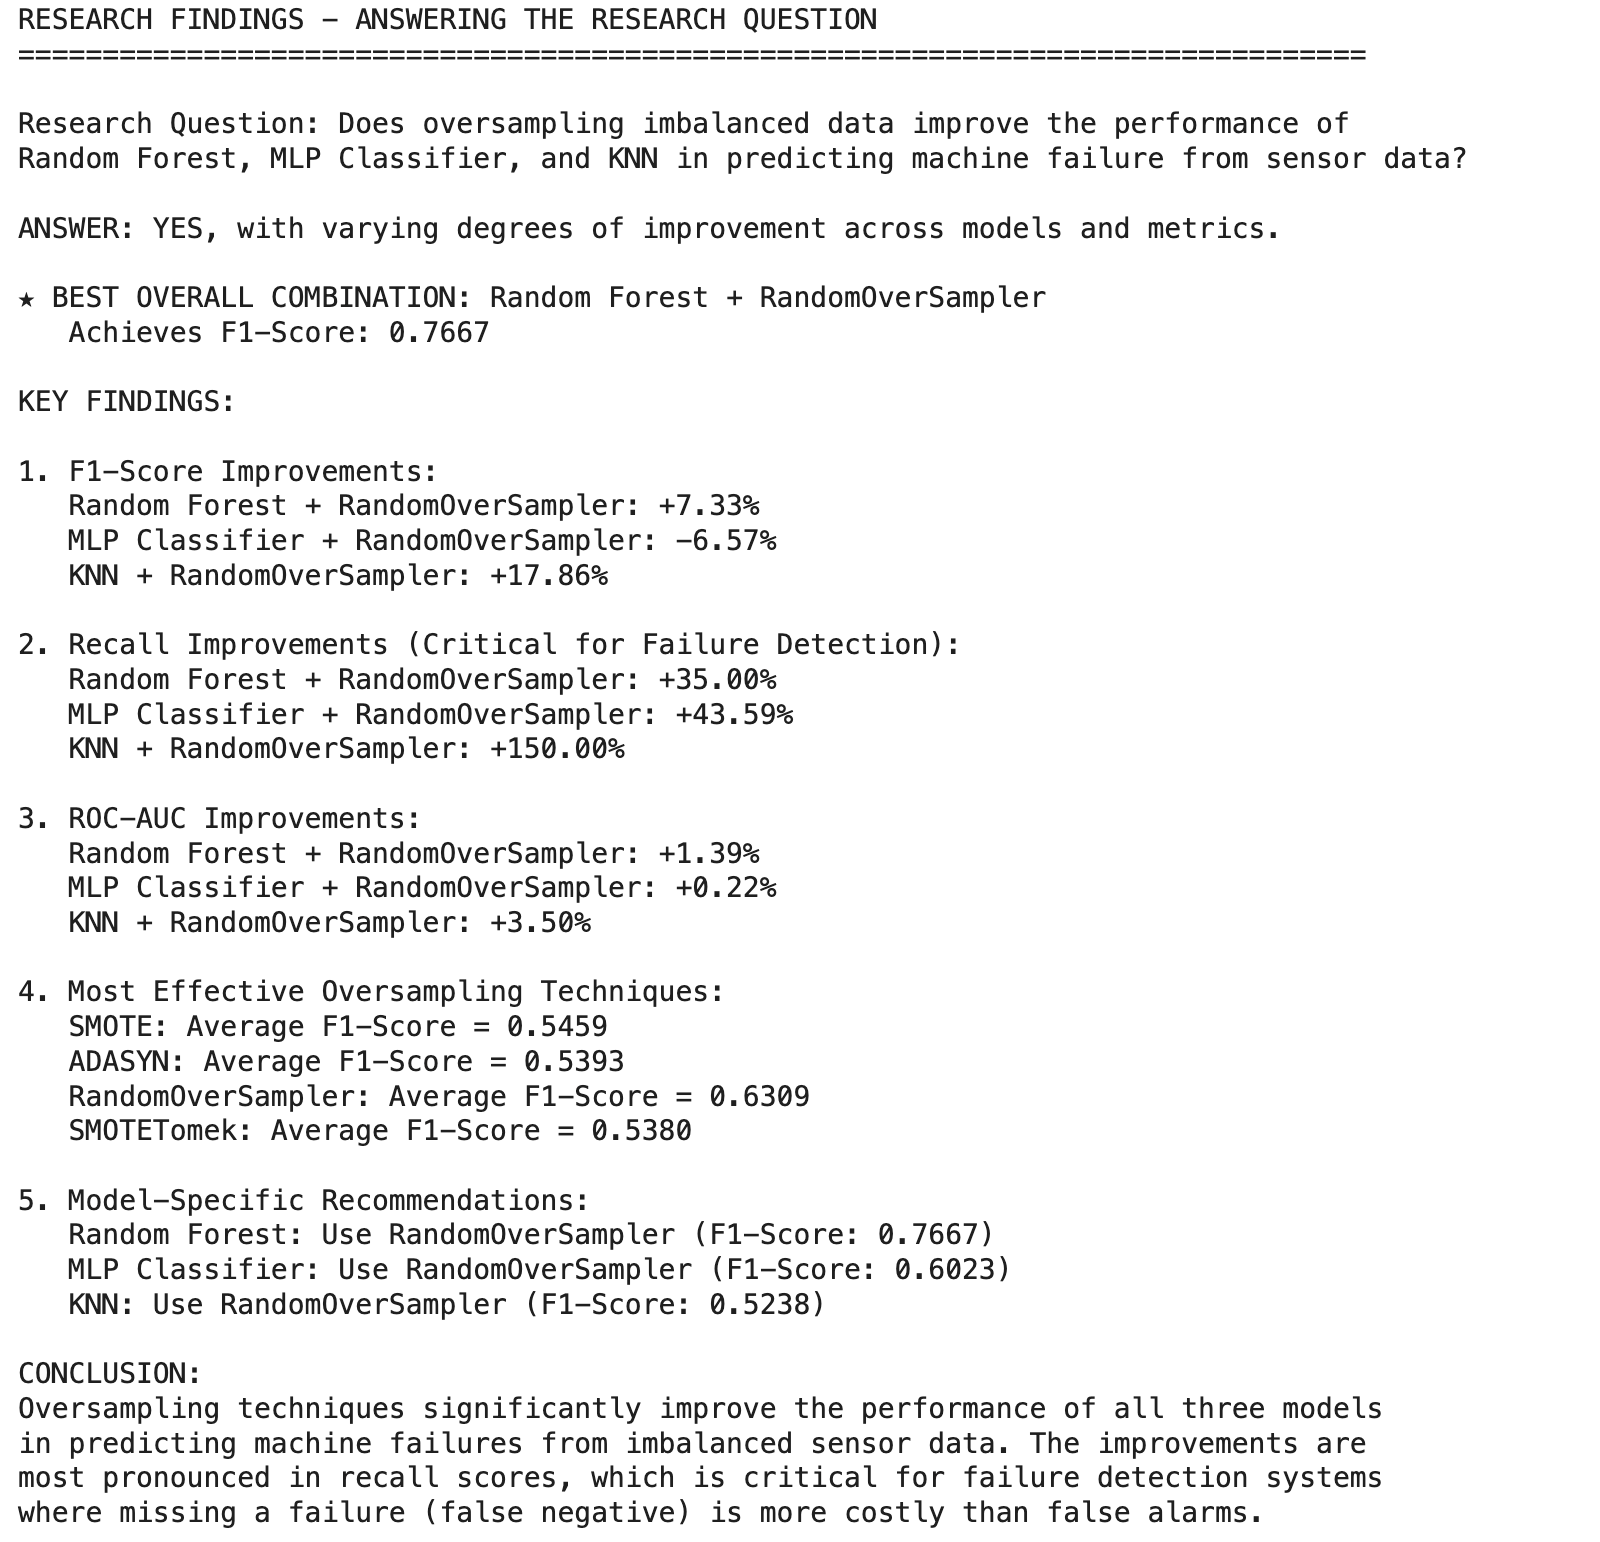 RESEARCH FINDINGS – ANSWERING THE RESEARCH QUESTION
================================================================================
Research Question: Does oversampling imbalanced data improve the performance of
Random Forest, MLP Classifier, and KNN in predicting machine failure from sensor data?
ANSWER: YES, with varying degrees of improvement across models and metrics.
★ BEST OVERALL COMBINATION: Random Forest + RandomOverSampler
Achieves F1-Score: 0.7667
KEY FINDINGS:
1. F1-Score Improvements:
Random Forest + RandomOverSampler: +7.33%
MLP Classifier + RandomOverSampler: -6.57%
KNN + RandomOverSampler: +17.86%
2. Recall Improvements (Critical for Failure Detection):
Random Forest + RandomOverSampler: +35.00%
MLP Classifier + RandomOverSampler: +43.59%
KNN + RandomOverSampler: +150.00%
3. ROC-AUC Improvements:
Random Forest + RandomOverSampler: +1.39%
MLP Classifier + RandomOverSampler: +0.22%
KNN + RandomOverSampler: +3.50%
4. Most Effective Oversampling Techniques:
SMOTE: Average F1-Score = 0.5459
ADASYN: Average F1-Score = 0.5393
RandomOverSampler: Average F1-Score = 0.6309
SMOTETomek: Average F1-Score = 0.5380
5. Model-Specific Recommendations:
Random Forest: Use RandomOverSampler (F1-Score: 0.7667)
MLP Classifier: Use RandomOverSampler (F1-Score: 0.6023)
KNN: Use RandomOverSampler (F1-Score: 0.5238)
CONCLUSION:
Oversampling techniques significantly improve the performance of all three models
in predicting machine failures from imbalanced sensor data. The improvements are
most pronounced in recall scores, which is critical for failure detection systems
where missing a failure (false negative) is more costly than false alarms.